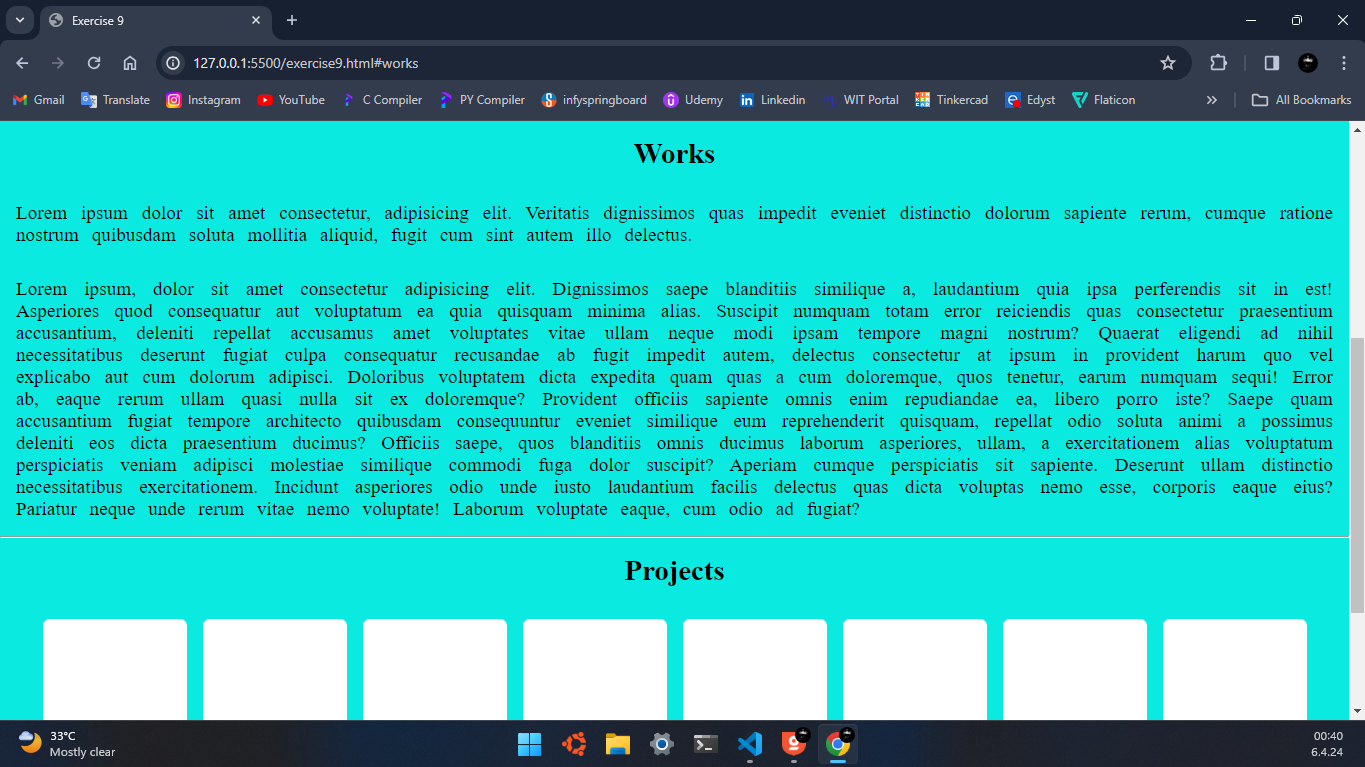 Exercise 9
127.0.0.1:5500/exercise9.html#works
Gmail Translate Instagram YouTube C Compiler PY Compiler infyspringboard Udemy Linkedin WIT Portal Tinkercad Edyst Flaticon All Bookmarks
Works
Lorem ipsum dolor sit amet consectetur, adipisicing elit. Veritatis dignissimos quas impedit eveniet distinctio dolorum sapiente rerum, cumque ratione
nostrum quibusdam soluta mollitia aliquid, fugit cum sint autem illo delectus.
Lorem ipsum, dolor sit amet consectetur adipisicing elit. Dignissimos saepe blanditiis similique a, laudantium quia ipsa perferendis sit in est!
Asperiores quod consequatur aut voluptatum ea quia quisquam minima alias. Suscipit numquam totam error reiciendis quas consectetur praesentium
accusantium, deleniti repellat accusamus amet voluptates vitae ullam neque modi ipsam tempore magni nostrum? Quaerat eligendi ad nihil
necessitatibus deserunt fugiat culpa consequatur recusandae ab fugit impedit autem, delectus consectetur at ipsum in provident harum quo vel
explicabo aut cum dolorum adipisci. Doloribus voluptatem dicta expedita quam quas a cum doloremque, quos tenetur, earum numquam sequi! Error
ab, eaque rerum ullam quasi nulla sit ex doloremque? Provident officiis sapiente omnis enim repudiandae ea, libero porro iste? Saepe quam
accusantium fugiat tempore architecto quibusdam consequuntur eveniet similique eum reprehenderit quisquam, repellat odio soluta animi a possimus
deleniti eos dicta praesentium ducimus? Officiis saepe, quos blanditiis omnis ducimus laborum asperiores, ullam, a exercitationem alias voluptatum
perspiciatis veniam adipisci molestiae similique commodi fuga dolor suscipit? Aperiam cumque perspiciatis sit sapiente. Deserunt ullam distinctio
necessitatibus exercitationem. Incidunt asperiores odio unde iusto laudantium facilis delectus quas dicta voluptas nemo esse, corporis eaque eius?
Pariatur neque unde rerum vitae nemo voluptate! Laborum voluptate eaque, cum odio ad fugiat?
Projects
33°C
Mostly clear
00:40
6.4.24